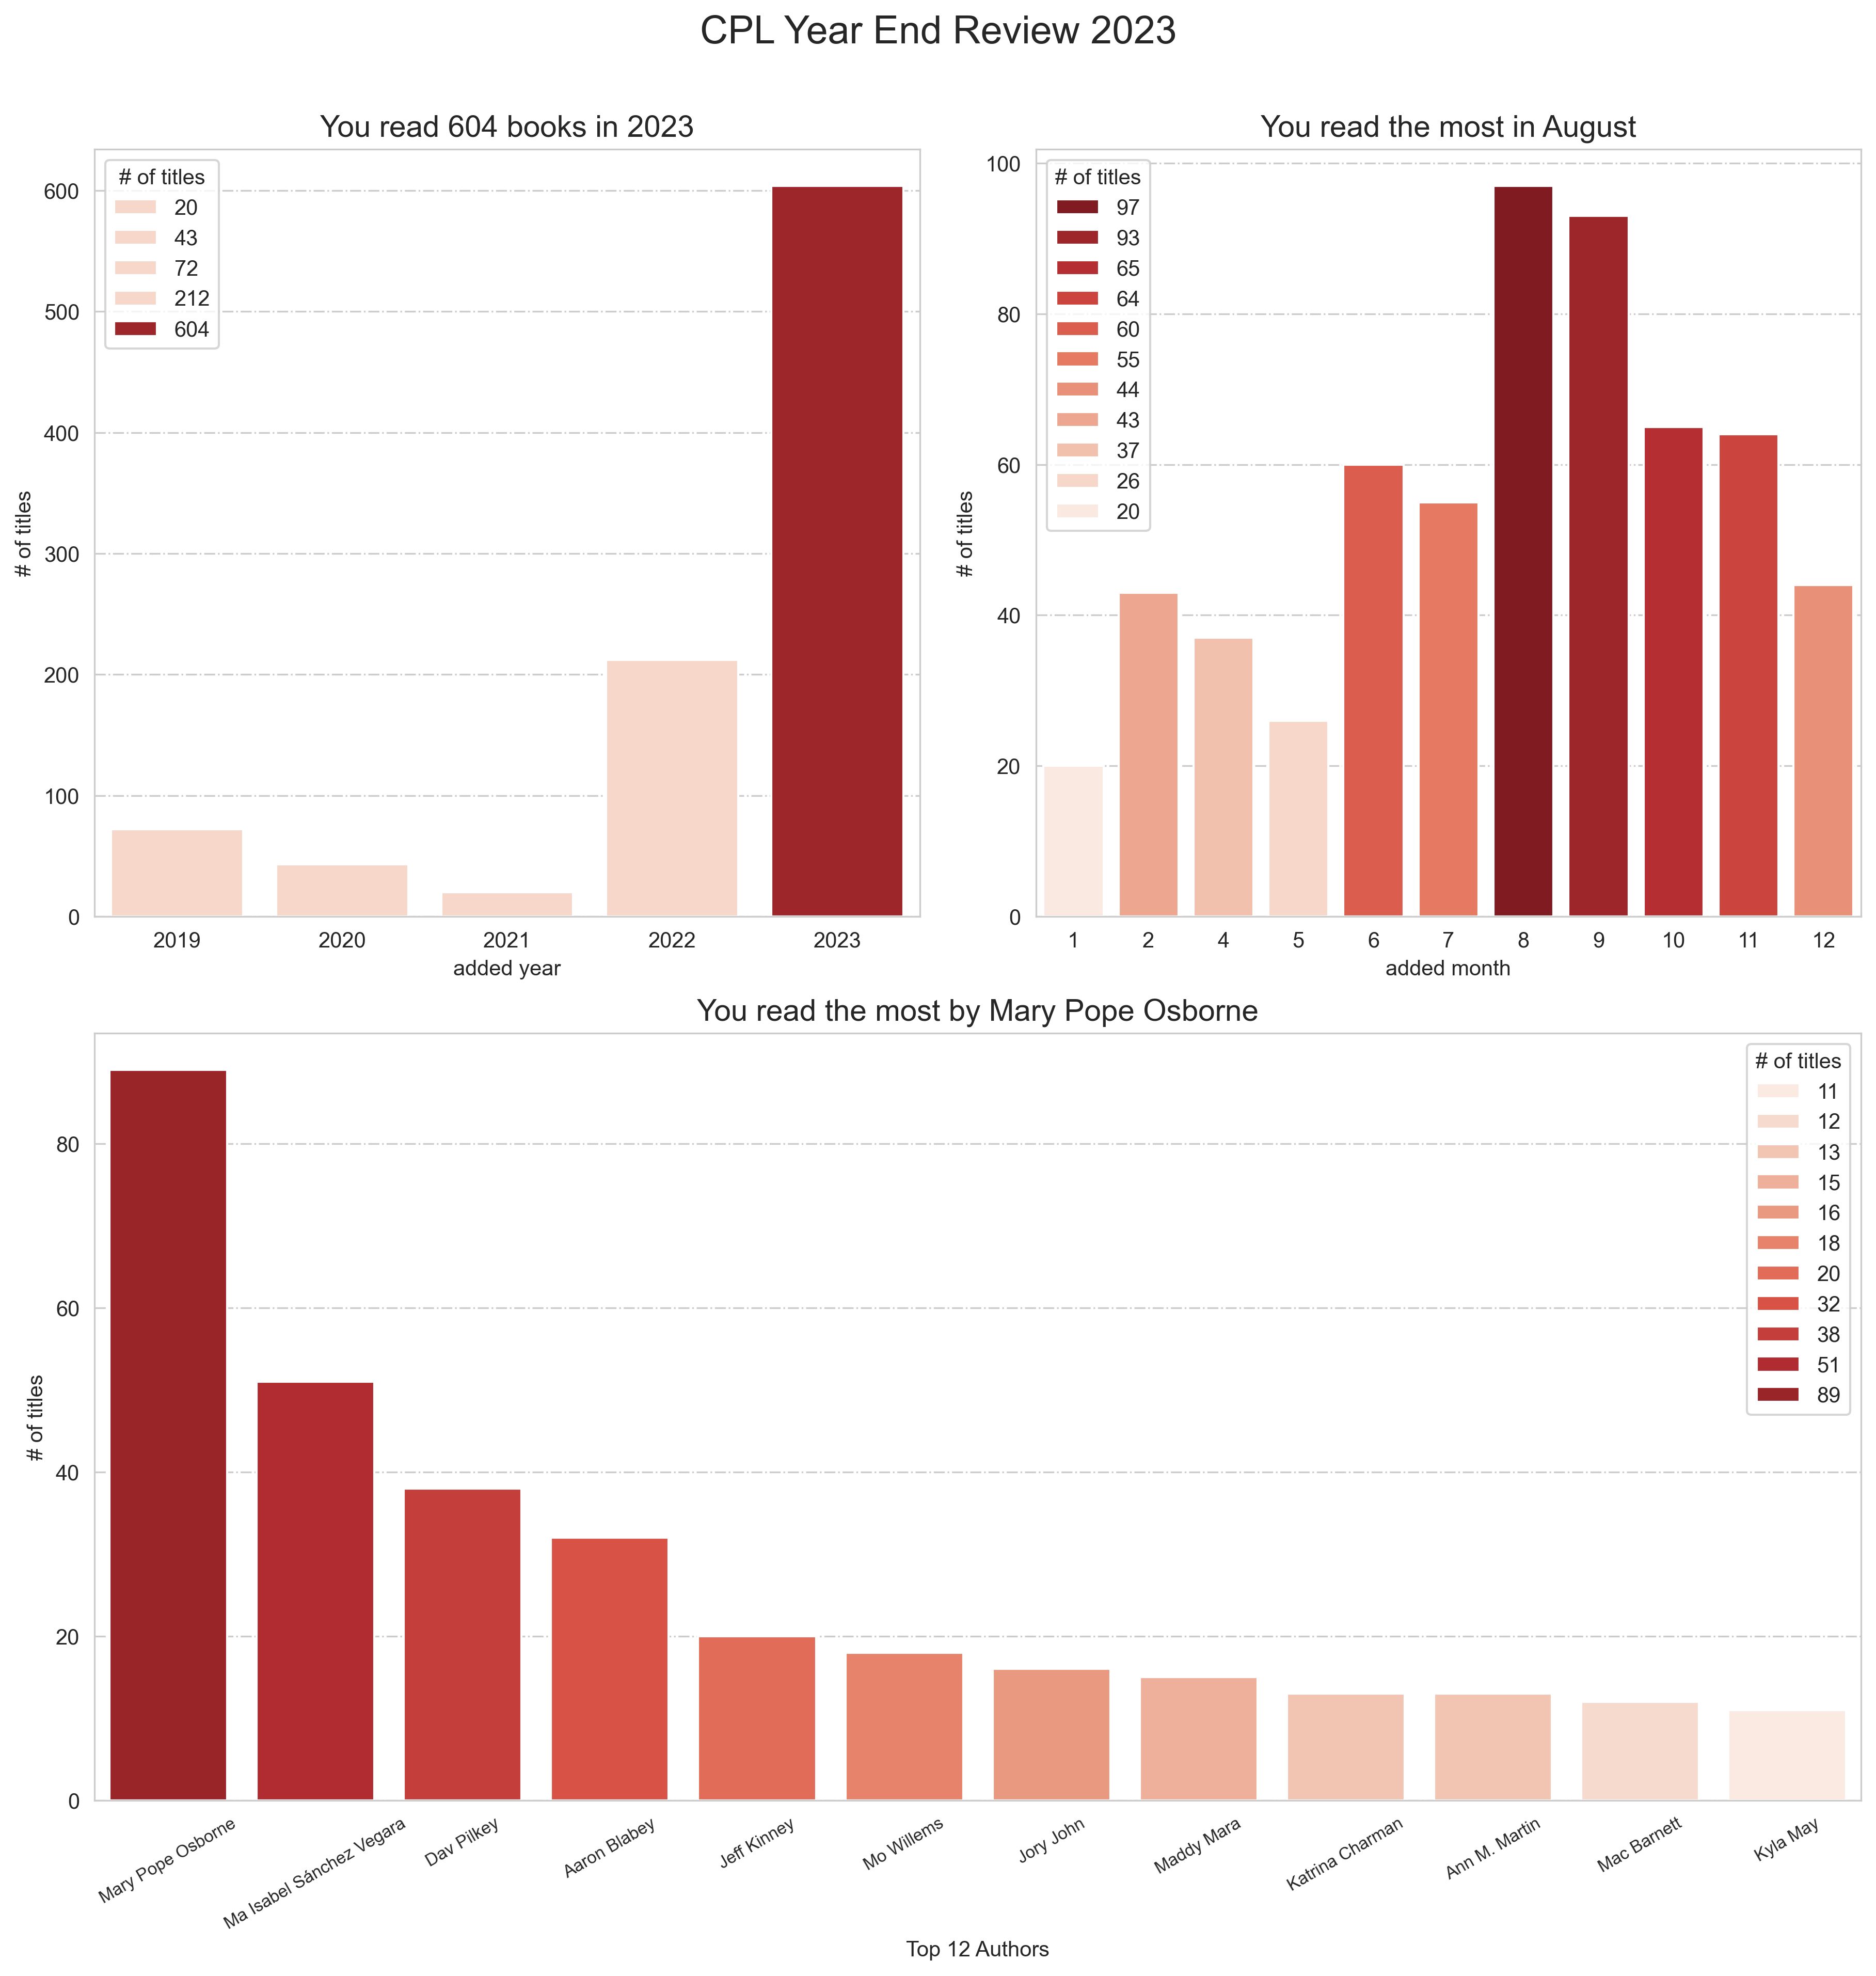 CPL Year End Review 2023
You read 604 books in 2023
# of titles
20
43
72
212
604
600
500
400
300
200
100
0
# of titles
2019 2020 2021 2022 2023
added year
You read the most in August
# of titles
97
93
65
64
60
55
44
43
37
26
20
100
80
60
40
20
0
# of titles
1 2 4 5 6 7 8 9 10 11 12
added month
You read the most by Mary Pope Osborne
# of titles
11
12
13
15
16
18
20
32
38
51
89
80
60
40
20
0
# of titles
Mary Pope Osborne
Ma Isabel Sánchez Vegara
Dav Pilkey
Aaron Blabey
Jeff Kinney
Mo Willems
Jory John
Maddy Mara
Katrina Charman
Ann M. Martin
Mac Barnett
Kyla May
Top 12 Authors